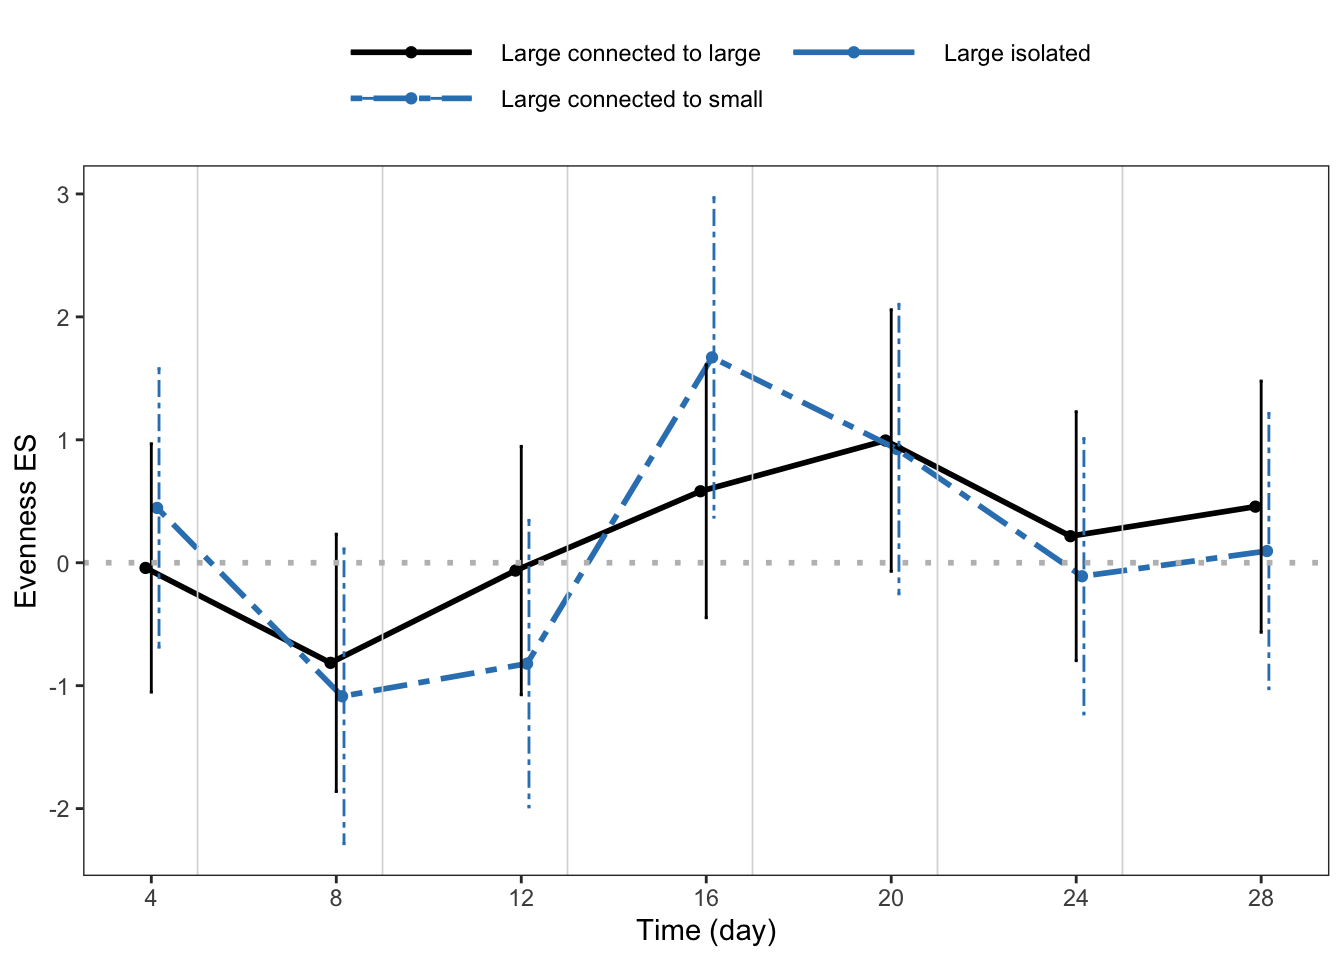 Large connected to large
Large isolated
Large connected to small
Evenness ES
3
2
1
0
-1
-2
4
8
12
16
20
24
28
Time (day)